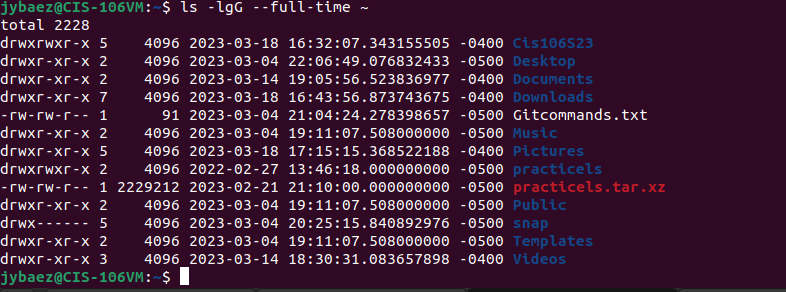 jybaez@CIS-106VM:~$ ls -lgG --full-time ~
total 2228
drwxrwxr-x 5    4096 2023-03-18 16:32:07.343155505 -0400 Cis106S23
drwxr-xr-x 2    4096 2023-03-04 22:06:49.076832433 -0500 Desktop
drwxr-xr-x 2    4096 2023-03-14 19:05:56.523836977 -0400 Documents
drwxr-xr-x 7    4096 2023-03-18 16:43:56.873743675 -0400 Downloads
-rw-rw-r-- 1      91 2023-03-04 21:04:24.278398657 -0500 Gitcommands.txt
drwxr-xr-x 2    4096 2023-03-04 19:11:07.508000000 -0500 Music
drwxr-xr-x 5    4096 2023-03-18 17:15:15.368522188 -0400 Pictures
drwxrwxr-x 2    4096 2022-02-27 13:46:18.000000000 -0500 practicels
-rw-rw-r-- 1 2229212 2023-02-21 21:10:00.000000000 -0500 practicels.tar.xz
drwxr-xr-x 2    4096 2023-03-04 19:11:07.508000000 -0500 Public
drwx------ 5    4096 2023-03-04 20:25:15.840892976 -0500 snap
drwxr-xr-x 2    4096 2023-03-04 19:11:07.508000000 -0500 Templates
drwxr-xr-x 3    4096 2023-03-14 18:30:31.083657898 -0400 Videos
jybaez@CIS-106VM:~$